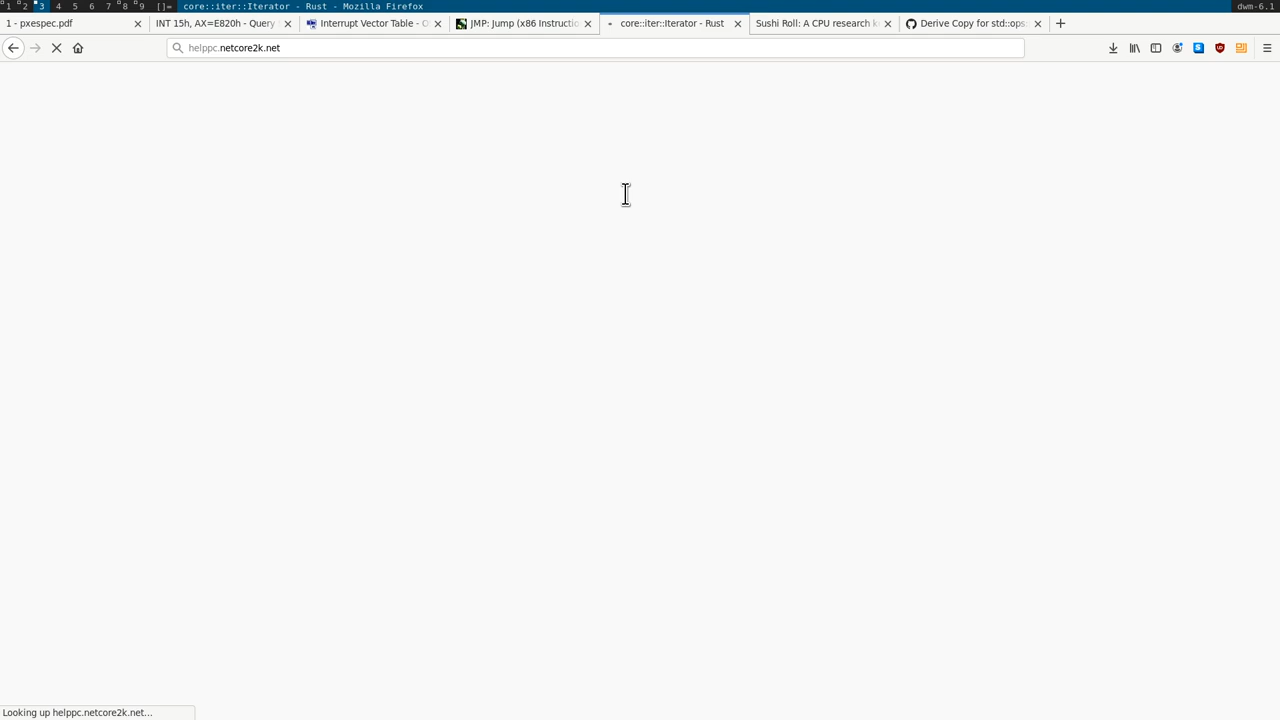 1 2 3 4 5 6 7 8 9 []= core::iter::Iterator - Rust - Mozilla Firefox dwm-6.1
1 - pxespec.pdf INT 15h, AX=E820h - Query Interrupt Vector Table - O JMP: Jump (x86 Instructio core::iter::Iterator - Rust Sushi Roll: A CPU research k Derive Copy for std::ops:
helppc.netcore2k.net
Looking up helppc.netcore2k.net...